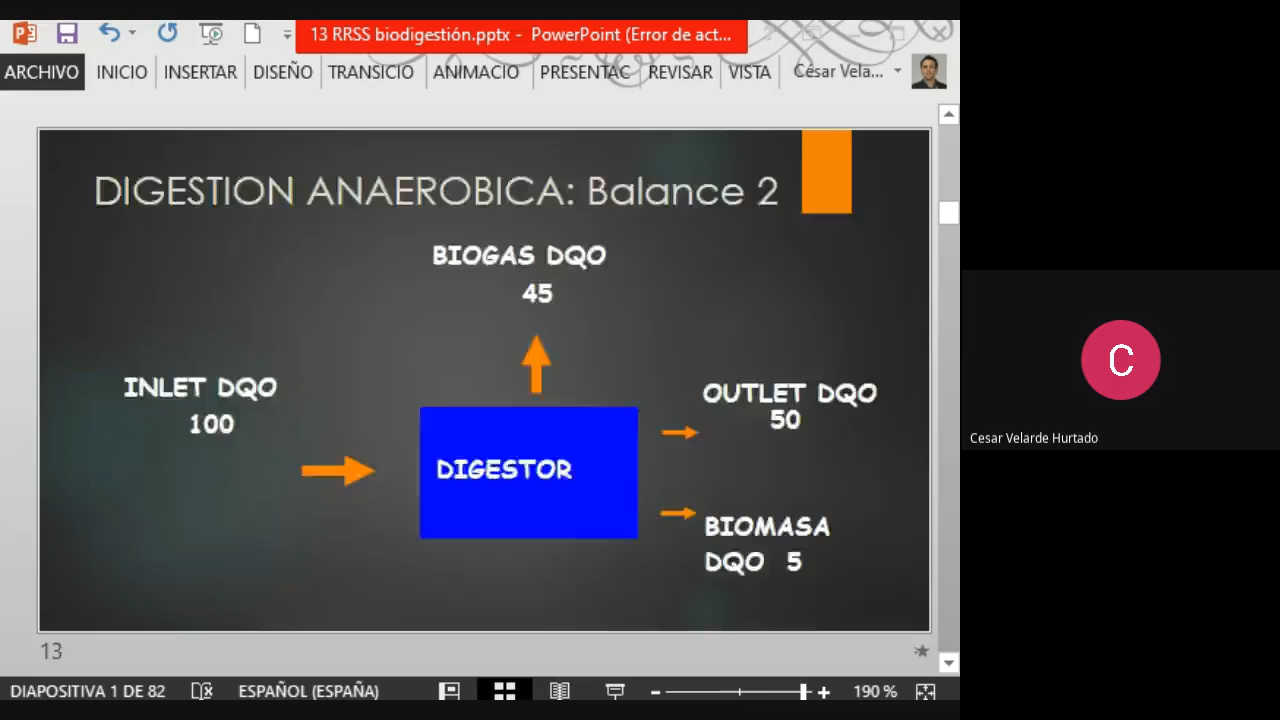 13 RRSS biodigestión.pptx - PowerPoint (Error de act...
ARCHIVO INICIO INSERTAR DISEÑO TRANSICIO ANIMACIO PRESENTAC REVISAR VISTA César Vela...
DIGESTION ANAEROBICA: Balance 2
BIOGAS DQO
45
INLET DQO
100
DIGESTOR
OUTLET DQO
50
BIOMASA
DQO 5
13
DIAPOSITIVA 1 DE 82 ESPAÑOL (ESPAÑA) 190 %
C
Cesar Velarde Hurtado